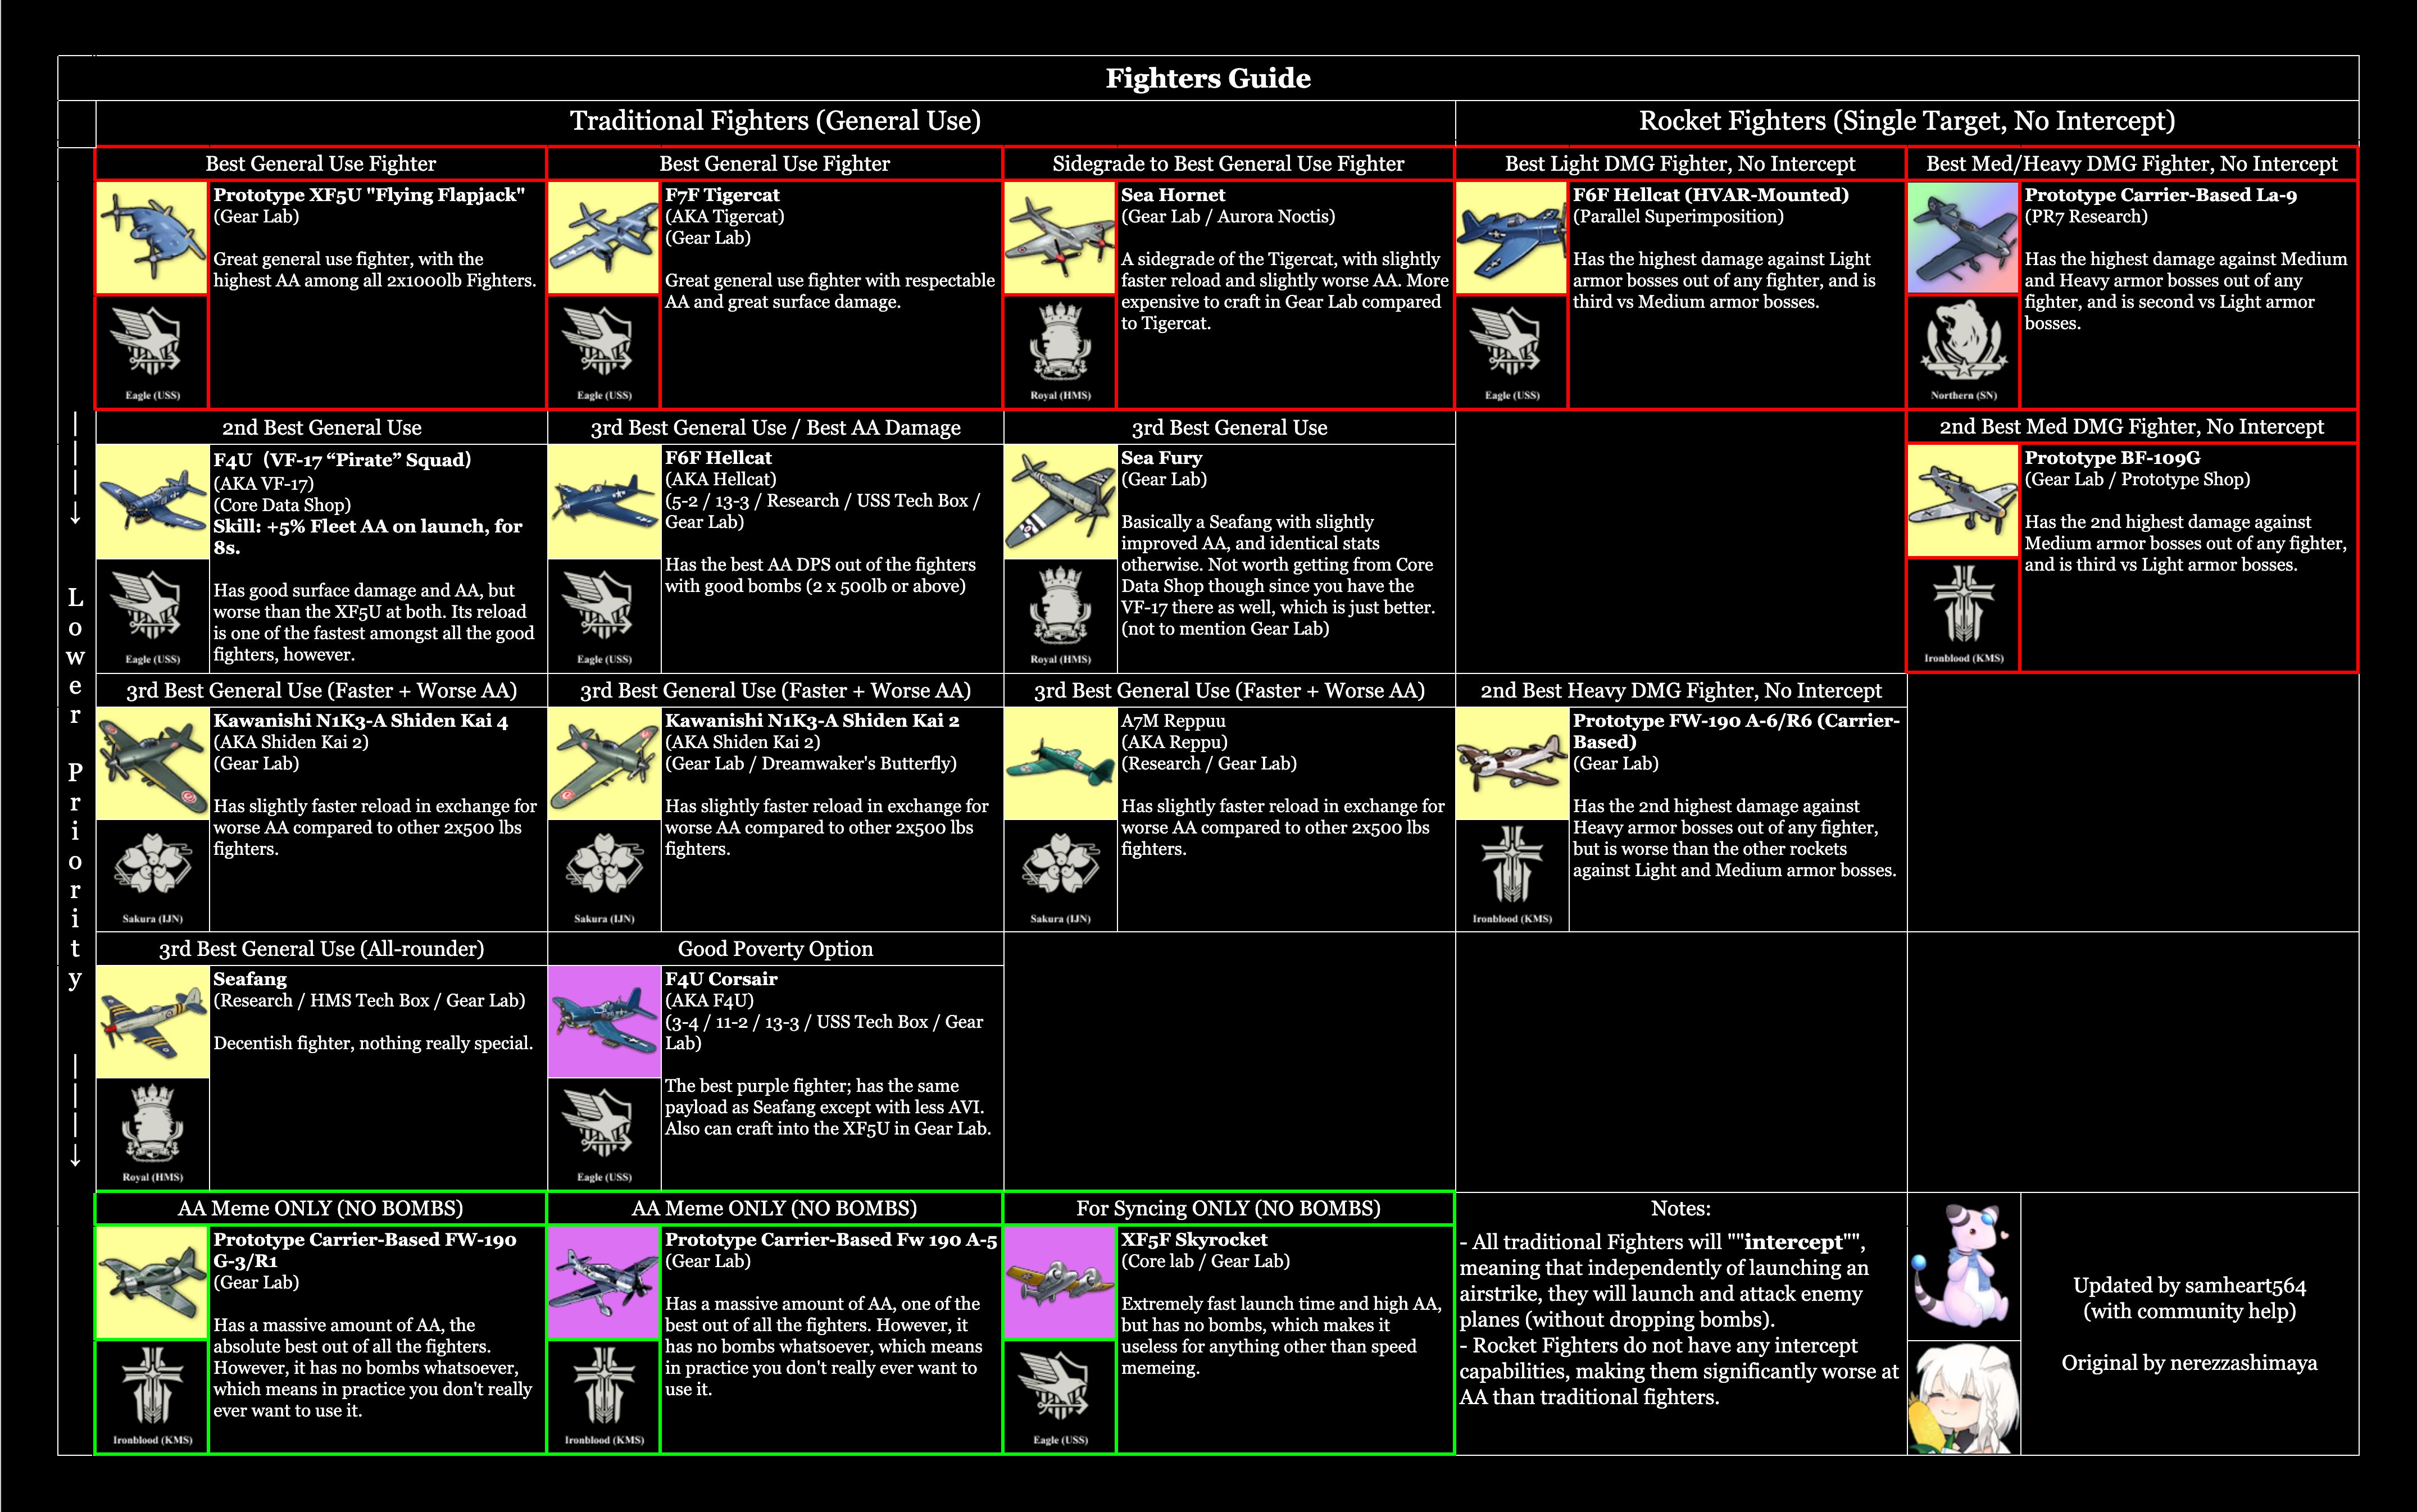 Fighters Guide
Traditional Fighters (General Use)
Rocket Fighters (Single Target, No Intercept)
Lower Priority
Best General Use Fighter
Prototype XF5U "Flying Flapjack"
(Gear Lab)
Great general use fighter, with the
highest AA among all 2x1000lb Fighters.
Eagle (USS)
Best General Use Fighter
F7F Tigercat
(AKA Tigercat)
(Gear Lab)
Great general use fighter with respectable
AA and great surface damage.
Eagle (USS)
Sidegrade to Best General Use Fighter
Sea Hornet
(Gear Lab / Aurora Noctis)
A sidegrade of the Tigercat, with slightly
faster reload and slightly worse AA. More
expensive to craft in Gear Lab compared
to Tigercat.
Royal (HMS)
Best Light DMG Fighter, No Intercept
F6F Hellcat (HVAR-Mounted)
(Parallel Superimposition)
Has the highest damage against Light
armor bosses out of any fighter, and is
third vs Medium armor bosses.
Eagle (USS)
Best Med/Heavy DMG Fighter, No Intercept
Prototype Carrier-Based La-9
(PR7 Research)
Has the highest damage against Medium
and Heavy armor bosses out of any
fighter, and is second vs Light armor
bosses.
Northern (SN)
2nd Best General Use
F4U (VF-17 “Pirate” Squad)
(AKA VF-17)
(Core Data Shop)
Skill: +5% Fleet AA on launch, for
8s.
Has good surface damage and AA, but
worse than the XF5U at both. Its reload
is one of the fastest amongst all the good
fighters, however.
Eagle (USS)
3rd Best General Use / Best AA Damage
F6F Hellcat
(AKA Hellcat)
(5-2 / 13-3 / Research / USS Tech Box /
Gear Lab)
Has the best AA DPS out of the fighters
with good bombs (2 x 500lb or above)
Eagle (USS)
3rd Best General Use
Sea Fury
(Gear Lab)
Basically a Seafang with slightly
improved AA, and identical stats
otherwise. Not worth getting from Core
Data Shop though since you have the
VF-17 there as well, which is just better.
(not to mention Gear Lab)
Royal (HMS)
2nd Best Med DMG Fighter, No Intercept
Prototype BF-109G
(Gear Lab / Prototype Shop)
Has the 2nd highest damage against
Medium armor bosses out of any fighter,
and is third vs Light armor bosses.
Ironblood (KMS)
3rd Best General Use (Faster + Worse AA)
Kawanishi N1K3-A Shiden Kai 4
(AKA Shiden Kai 2)
(Gear Lab)
Has slightly faster reload in exchange for
worse AA compared to other 2x500 lbs
fighters.
Sakura (IJN)
3rd Best General Use (Faster + Worse AA)
Kawanishi N1K3-A Shiden Kai 2
(AKA Shiden Kai 2)
(Gear Lab / Dreamwaker's Butterfly)
Has slightly faster reload in exchange for
worse AA compared to other 2x500 lbs
fighters.
Sakura (IJN)
3rd Best General Use (Faster + Worse AA)
A7M Reppuu
(AKA Reppu)
(Research / Gear Lab)
Has slightly faster reload in exchange for
worse AA compared to other 2x500 lbs
fighters.
Sakura (IJN)
2nd Best Heavy DMG Fighter, No Intercept
Prototype FW-190 A-6/R6 (Carrier-
Based)
(Gear Lab)
Has the 2nd highest damage against
Heavy armor bosses out of any fighter,
but is worse than the other rockets
against Light and Medium armor bosses.
Ironblood (KMS)
3rd Best General Use (All-rounder)
Seafang
(Research / HMS Tech Box / Gear Lab)
Decentish fighter, nothing really special.
Royal (HMS)
Good Poverty Option
F4U Corsair
(AKA F4U)
(3-4 / 11-2 / 13-3 / USS Tech Box / Gear
Lab)
The best purple fighter; has the same
payload as Seafang except with less AVI.
Also can craft into the XF5U in Gear Lab.
Eagle (USS)
AA Meme ONLY (NO BOMBS)
Prototype Carrier-Based FW-190
G-3/R1
(Gear Lab)
Has a massive amount of AA, the
absolute best out of all the fighters.
However, it has no bombs whatsoever,
which means in practice you don't really
ever want to use it.
Ironblood (KMS)
AA Meme ONLY (NO BOMBS)
Prototype Carrier-Based Fw 190 A-5
(Gear Lab)
Has a massive amount of AA, one of the
best out of all the fighters. However, it
has no bombs whatsoever, which means
in practice you don't really ever want to
use it.
Ironblood (KMS)
For Syncing ONLY (NO BOMBS)
XF5F Skyrocket
(Core lab / Gear Lab)
Extremely fast launch time and high AA,
but has no bombs, which makes it
useless for anything other than speed
memeing.
Eagle (USS)
Notes:
- All traditional Fighters will ""intercept"",
meaning that independently of launching an
airstrike, they will launch and attack enemy
planes (without dropping bombs).
- Rocket Fighters do not have any intercept
capabilities, making them significantly worse at
AA than traditional fighters.
Updated by samheart564
(with community help)
Original by nerezzashimaya